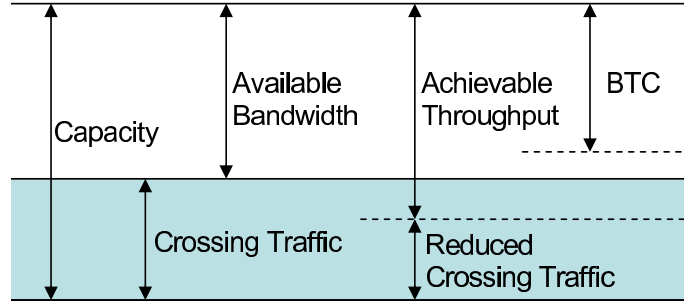 Available
Bandwidth
Achievable
Throughput
BTC
Capacity
Crossing Traffic
Reduced
Crossing Traffic